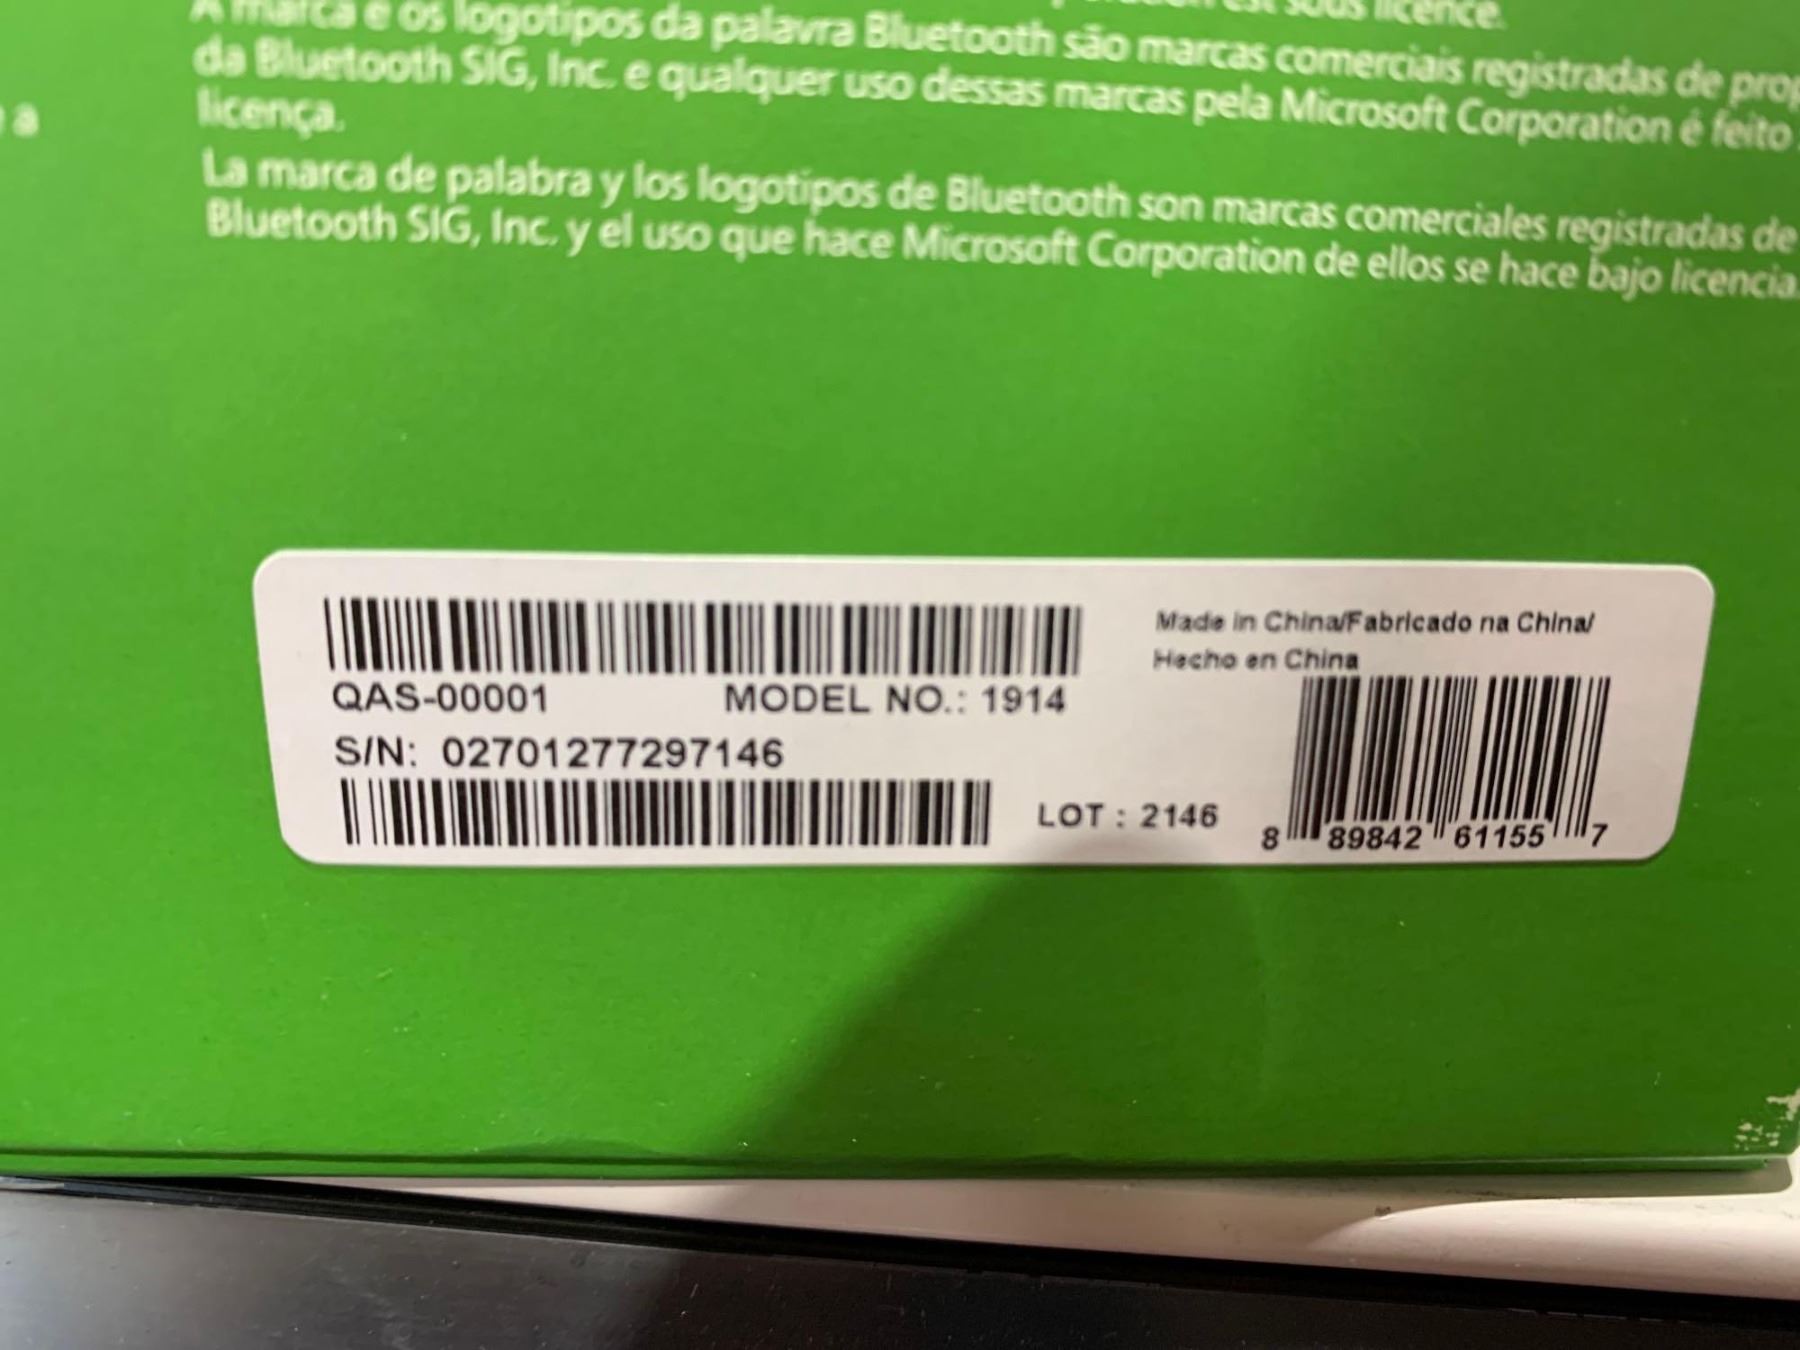 sous licence.
A marca e os logotipos da palavra Bluetooth são marcas comerciais registradas de
da Bluetooth SIG, Inc. e qualquer uso dessas marcas pela Microsoft Corporation é feito
licença.
a
La marca de palabra y los logotipos de Bluetooth son marcas comerciales registradas de
Bluetooth SIG, Inc. y el uso que hace Microsoft Corporation de ellos se hace bajo licencia.
Made in China/Fabricado na China/
Hecho en China
QAS-00001 MODEL NO.: 1914
S/N: 02701277297146
LOT : 2146
8 89842 61155 7